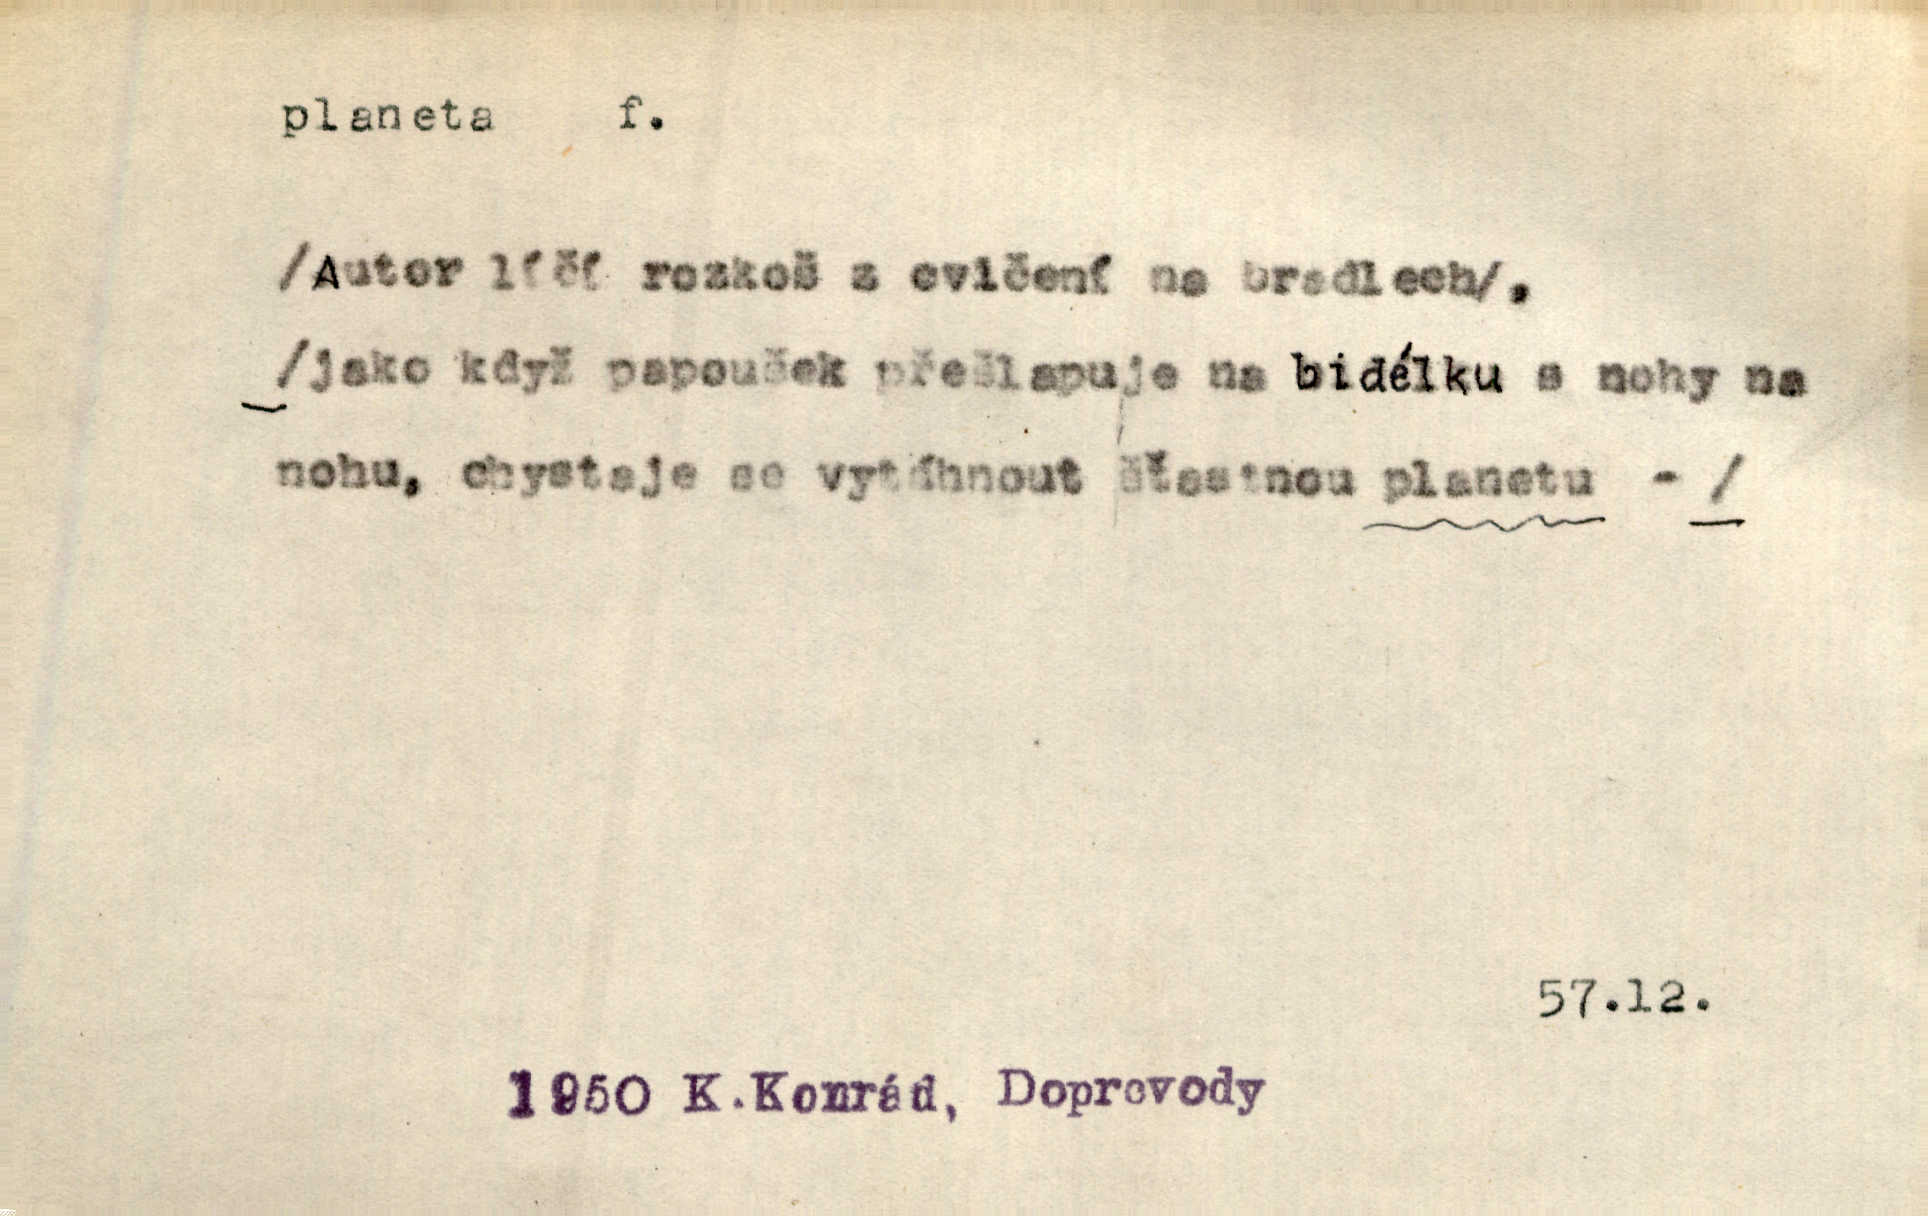 planeta f.
/Autor líčí rozkoš z cvičení na bradlech/.
/jako když papoušek přešlapuje na bidélku s nohy na
nohu, chystaje se vytáhnout šťastnou planetu - /
57.12.
1950 K.Konrád, Doprovody